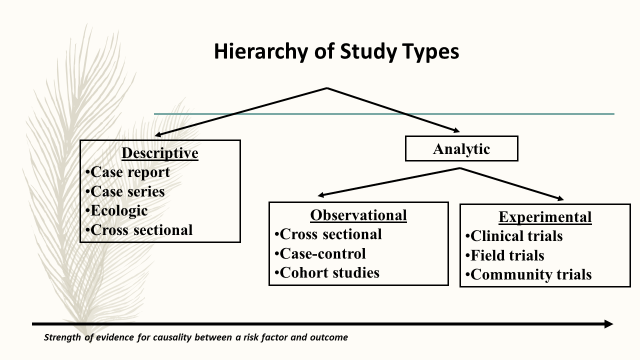 Hierarchy of Study Types
Descriptive
•Case report
•Case series
•Ecologic
•Cross sectional
Analytic
Observational
•Cross sectional
•Case-control
•Cohort studies
Experimental
•Clinical trials
•Field trials
•Community trials
Strength of evidence for causality between a risk factor and outcome